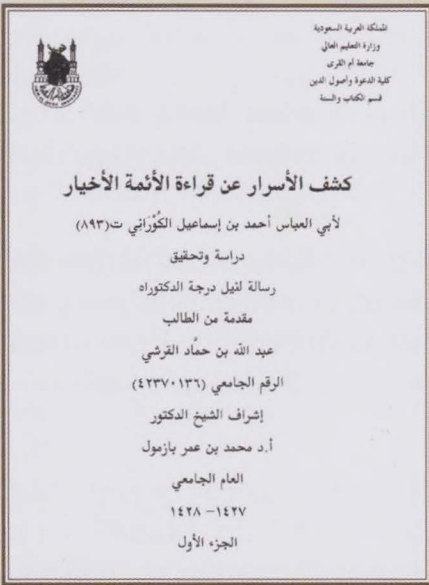 المملكة العربية السعودية
وزارة التعليم العالي
جامعة أم القرى
كلية الدعوة وأصول الدين
قسم الكتاب والسنة
كشف الأسرار عن قراءة الأئمة الأخيار
لأبي العباس أحمد بن إسماعيل الكُوْرَاني ت(٨٩٣)
دراسة وتحقيق
رسالة لنيل درجة الدكتوراه
مقدمة من الطالب
عبد الله بن حمَّاد القرشي
الرقم الجامعي (٤٢٣٧٠١٣٦)
إشراف الشيخ الدكتور
أ.د محمد بن عمر بازمول
العام الجامعي
١٤٢٧- ١٤٢٨
الجزء الأول